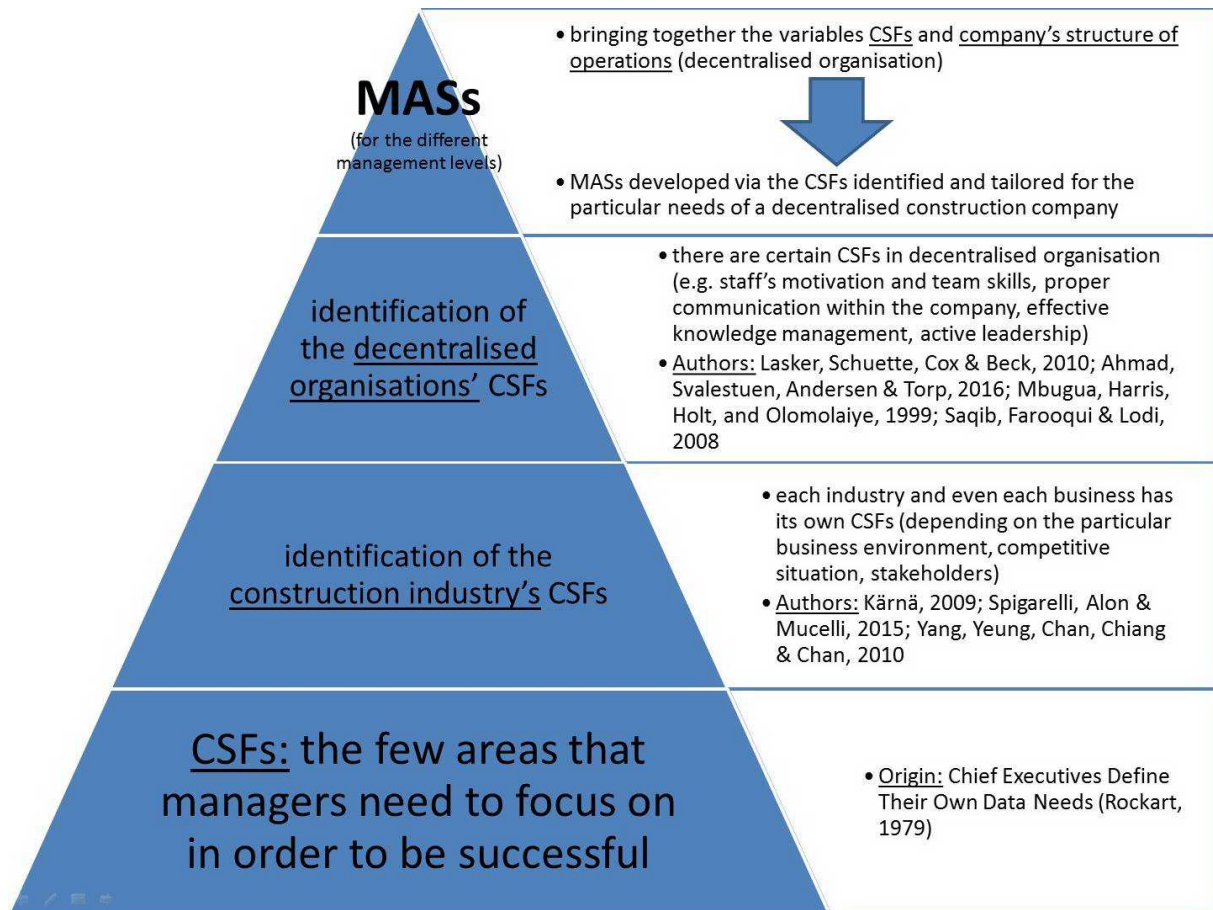 • bringing together the variables CSFs and company's structure of
operations (decentralised organisation)
MASs
(for the different
management levels)
• MASs developed via the CSFs identified and tailored for the
particular needs of a decentralised construction company
identification of
the decentralised
organisations' CSFs
• there are certain CSFs in decentralised organisation
(e.g. staff's motivation and team skills, proper
communication within the company, effective
knowledge management, active leadership)
• Authors: Lasker, Schuette, Cox & Beck, 2010; Ahmad,
Svalestuen, Andersen & Torp, 2016; Mbugua, Harris,
Holt, and Olomolaiye, 1999; Saqib, Farooqui & Lodi,
2008
identification of the
construction industry's CSFs
• each industry and even each business has
its own CSFs (depending on the particular
business environment, competitive
situation, stakeholders)
• Authors: Kärnä, 2009; Spigarelli, Alon &
Mucelli, 2015; Yang, Yeung, Chan, Chiang
& Chan, 2010
CSFs: the few areas that
managers need to focus on
in order to be successful
• Origin: Chief Executives Define
Their Own Data Needs (Rockart,
1979)